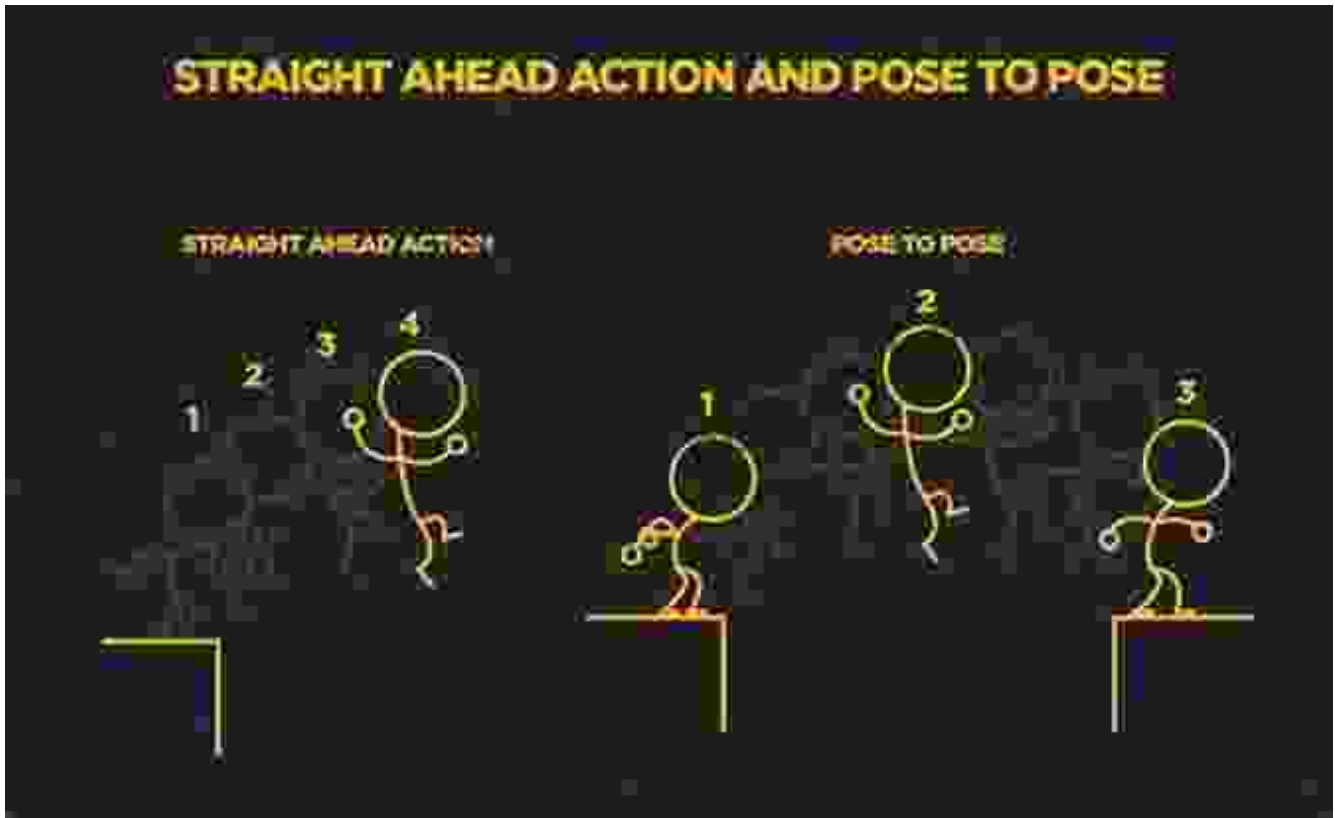 STRAIGHT AHEAD ACTION AND POSE TO POSE
STRAIGHT AHEAD ACTION
1
2
3
4
POSE TO POSE
1
2
3